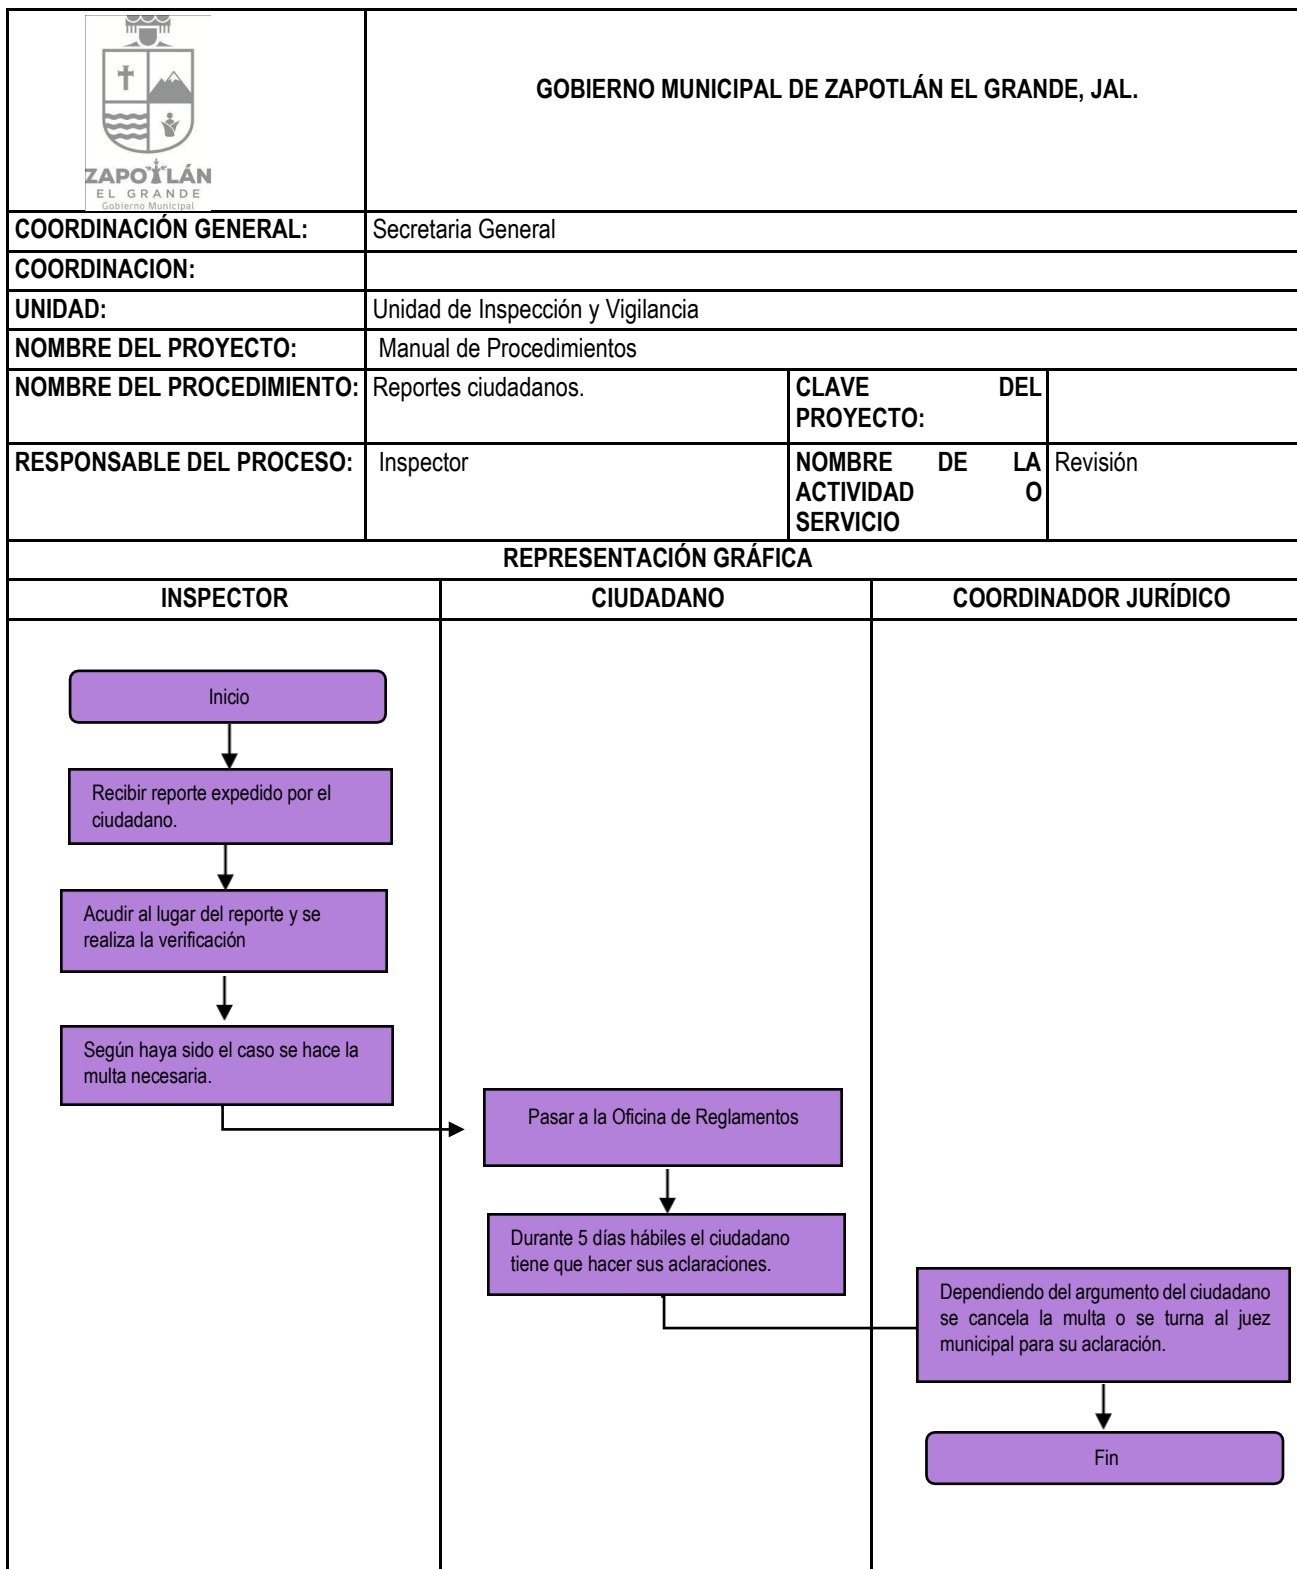 ZAPOTLÁN
EL GRANDE
Gobierno Municipal
GOBIERNO MUNICIPAL DE ZAPOTLÁN EL GRANDE, JAL.
COORDINACIÓN GENERAL: Secretaria General
COORDINACION:
UNIDAD: Unidad de Inspección y Vigilancia
NOMBRE DEL PROYECTO: Manual de Procedimientos
NOMBRE DEL PROCEDIMIENTO: Reportes ciudadanos.
CLAVE DEL
PROYECTO:
RESPONSABLE DEL PROCESO: Inspector
NOMBRE DE LA
ACTIVIDAD O
SERVICIO
Revisión
REPRESENTACIÓN GRÁFICA
INSPECTOR CIUDADANO COORDINADOR JURÍDICO
Inicio
Recibir reporte expedido por el
ciudadano.
Acudir al lugar del reporte y se
realiza la verificación
Según haya sido el caso se hace la
multa necesaria.
Pasar a la Oficina de Reglamentos
Durante 5 días hábiles el ciudadano
tiene que hacer sus aclaraciones.
Dependiendo del argumento del ciudadano
se cancela la multa o se turna al juez
municipal para su aclaración.
Fin